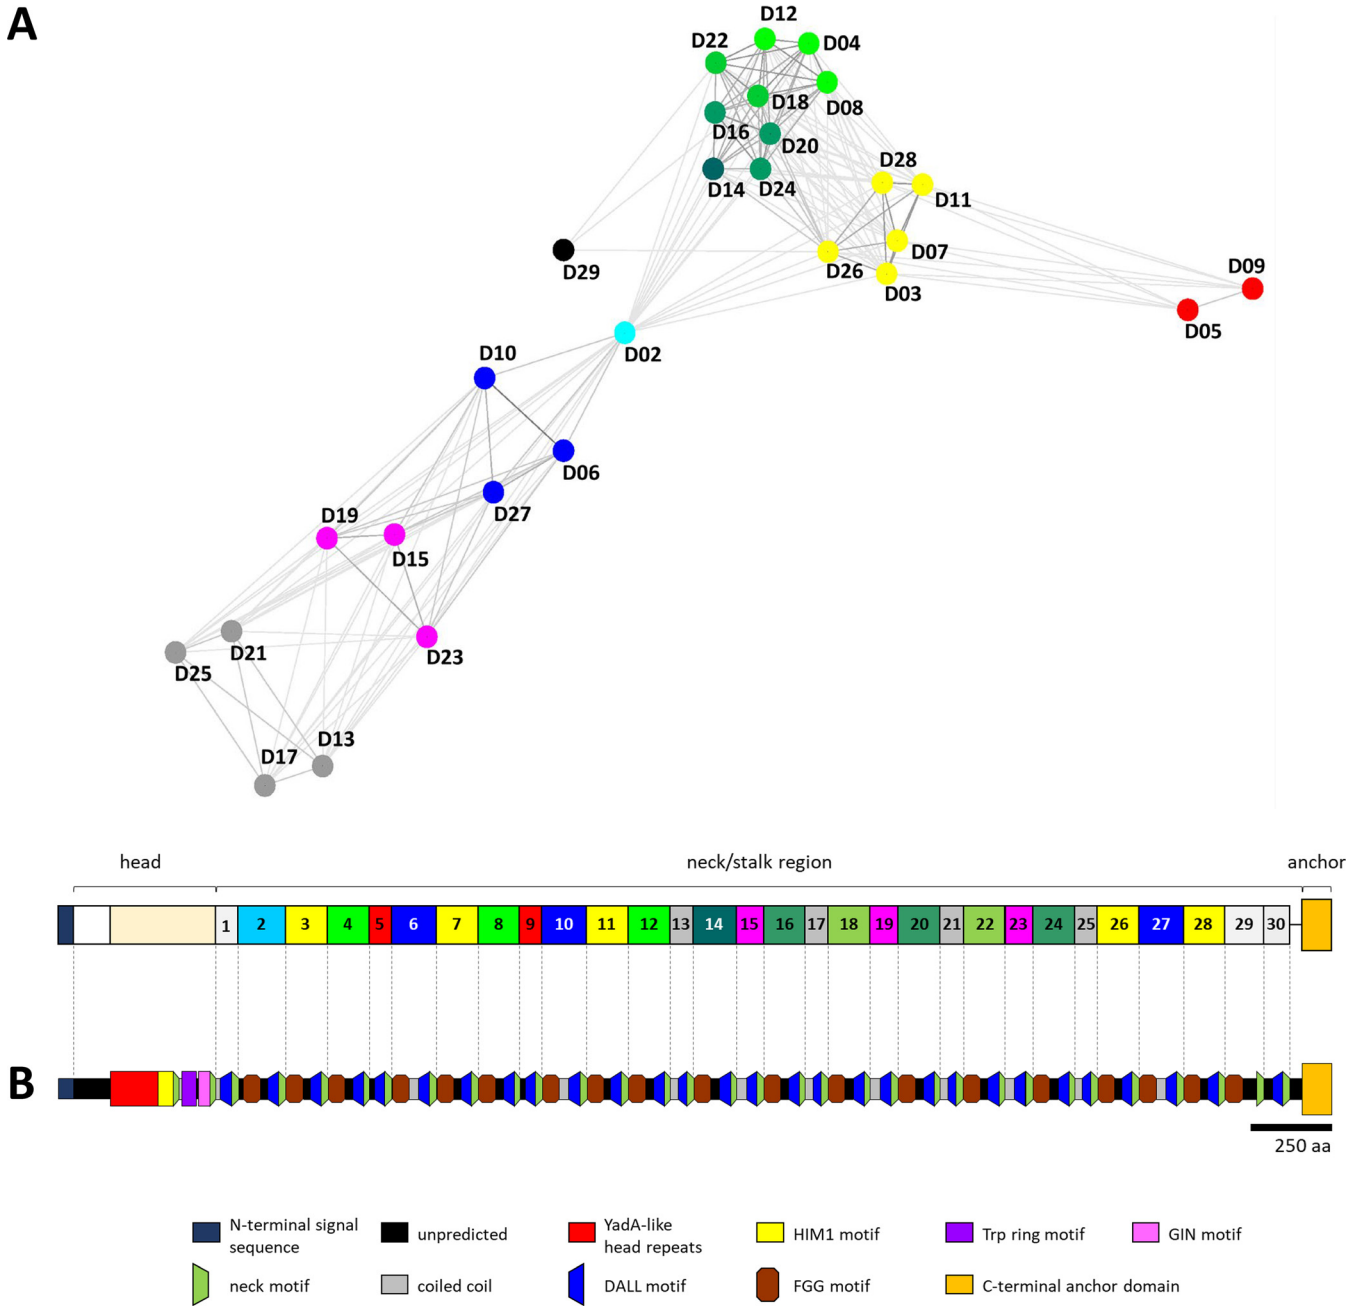 A
D12
D22
D04
D18
D08
D16
D20
D28
D14
D24
D11
D07
D29
D26
D09
D03
D05
D02
D10
D06
D27
D19
D15
D21
D23
D25
D13
D17
head
neck/stalk region
anchor
1 2 3 4 5 6 7 8 9 10 11 12 13 14 15 16 17 18 19 20 21 22 23 24 25 26 27 28 29 30
B
250 aa
N-terminal signal sequence
unpredicted
YadA-like head repeats
HIM1 motif
Trp ring motif
GIN motif
neck motif
coiled coil
DALL motif
FGG motif
C-terminal anchor domain